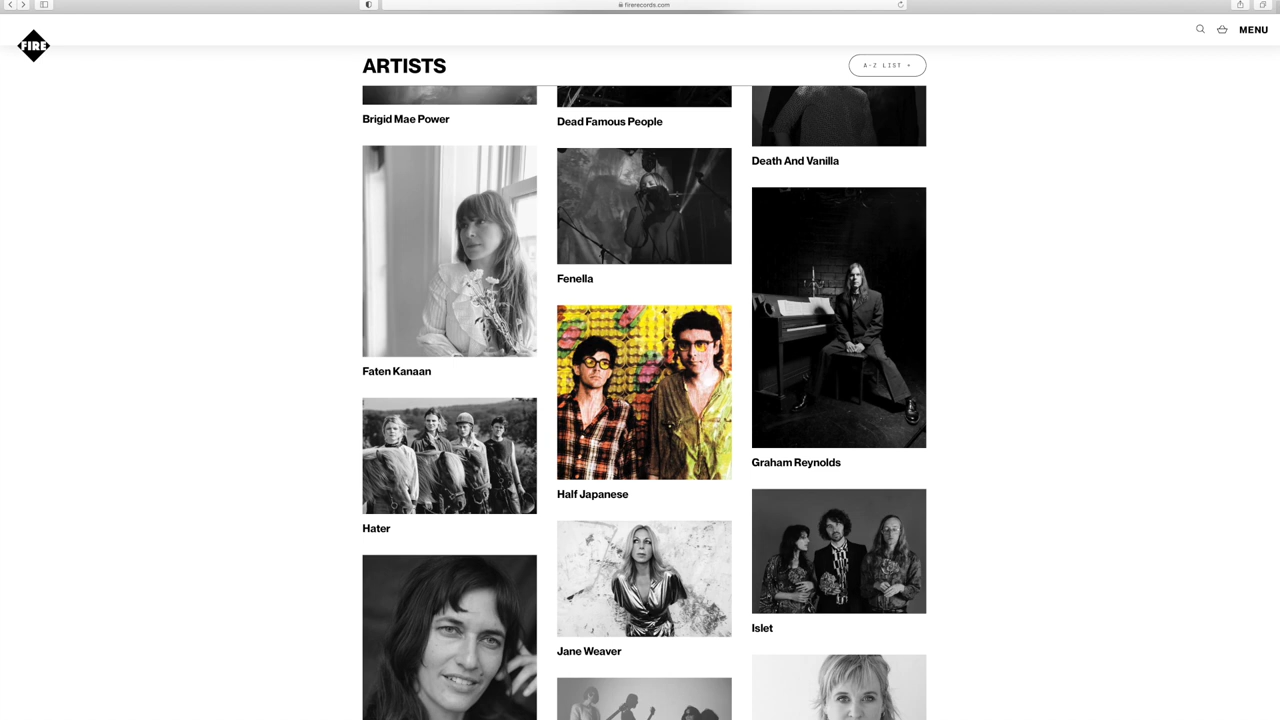 firerecords.com
FIRE
MENU
ARTISTS
A-Z LIST +
Brigid Mae Power
Dead Famous People
Death And Vanilla
Faten Kanaan
Fenella
Graham Reynolds
Hater
Half Japanese
Islet
Jane Weaver